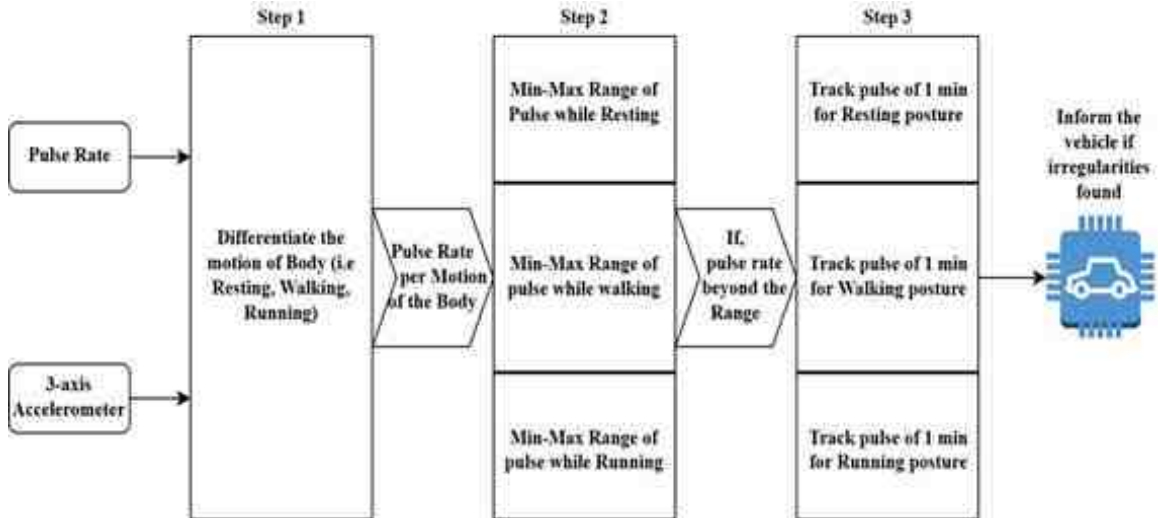 Step 1
Step 2
Step 3
Pulse Rate
3-axis
Accelerometer
Differentiate the
motion of Body (i.e
Resting, Walking,
Running)
Pulse Rate
per Motion
of the Body
Min-Max Range of
Pulse while Resting
Min-Max Range of
pulse while walking
Min-Max Range of
pulse while Running
If,
pulse rate
beyond the
Range
Track pulse of 1 min
for Resting posture
Track pulse of 1 min
for Walking posture
Track pulse of 1 min
for Running posture
Inform the
vehicle if
irregularities
found